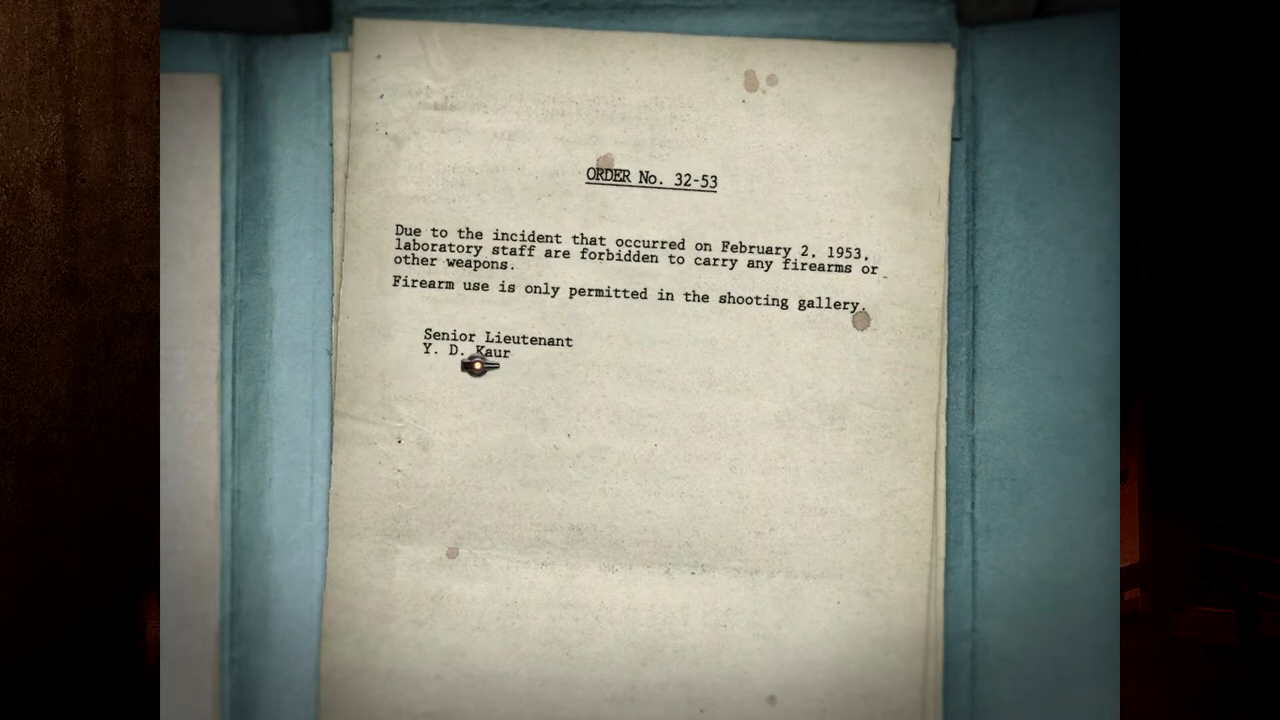 ORDER No. 32-53
Due to the incident that occurred on February 2, 1953,
laboratory staff are forbidden to carry any firearms or
other weapons.
Firearm use is only permitted in the shooting gallery.
Senior Lieutenant
Y. D. Kaur